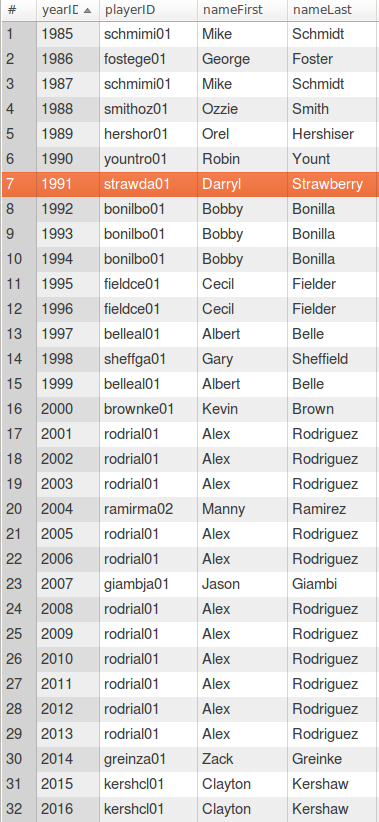 # yearID playerID nameFirst nameLast
1 1985 schmimi01 Mike Schmidt
2 1986 fostege01 George Foster
3 1987 schmimi01 Mike Schmidt
4 1988 smithoz01 Ozzie Smith
5 1989 hershor01 Orel Hershiser
6 1990 yountro01 Robin Yount
7 1991 strawda01 Darryl Strawberry
8 1992 bonilbo01 Bobby Bonilla
9 1993 bonilbo01 Bobby Bonilla
10 1994 bonilbo01 Bobby Bonilla
11 1995 fieldce01 Cecil Fielder
12 1996 fieldce01 Cecil Fielder
13 1997 belleal01 Albert Belle
14 1998 sheffga01 Gary Sheffield
15 1999 belleal01 Albert Belle
16 2000 brownke01 Kevin Brown
17 2001 rodrial01 Alex Rodriguez
18 2002 rodrial01 Alex Rodriguez
19 2003 rodrial01 Alex Rodriguez
20 2004 ramirma02 Manny Ramirez
21 2005 rodrial01 Alex Rodriguez
22 2006 rodrial01 Alex Rodriguez
23 2007 giambja01 Jason Giambi
24 2008 rodrial01 Alex Rodriguez
25 2009 rodrial01 Alex Rodriguez
26 2010 rodrial01 Alex Rodriguez
27 2011 rodrial01 Alex Rodriguez
28 2012 rodrial01 Alex Rodriguez
29 2013 rodrial01 Alex Rodriguez
30 2014 greinza01 Zack Greinke
31 2015 kershcl01 Clayton Kershaw
32 2016 kershcl01 Clayton Kershaw